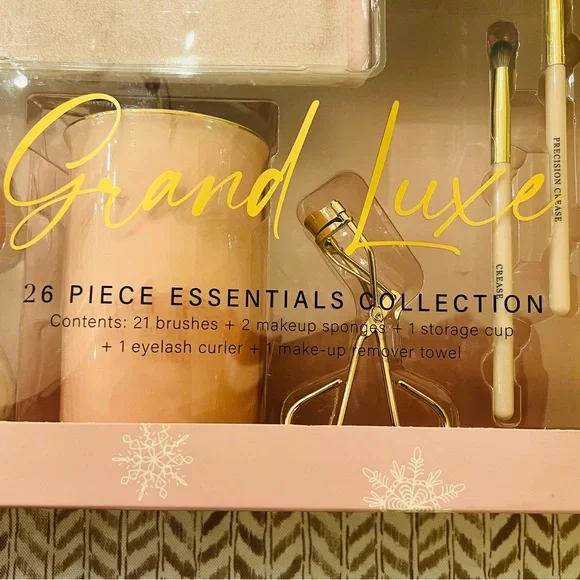 Grand Luxe
26 PIECE ESSENTIALS COLLECTION
Contents: 21 brushes + 2 makeup sponges + 1 storage cup
+ 1 eyelash curler + 1 make-up remover towel
CREASE
PRECISION CREASE